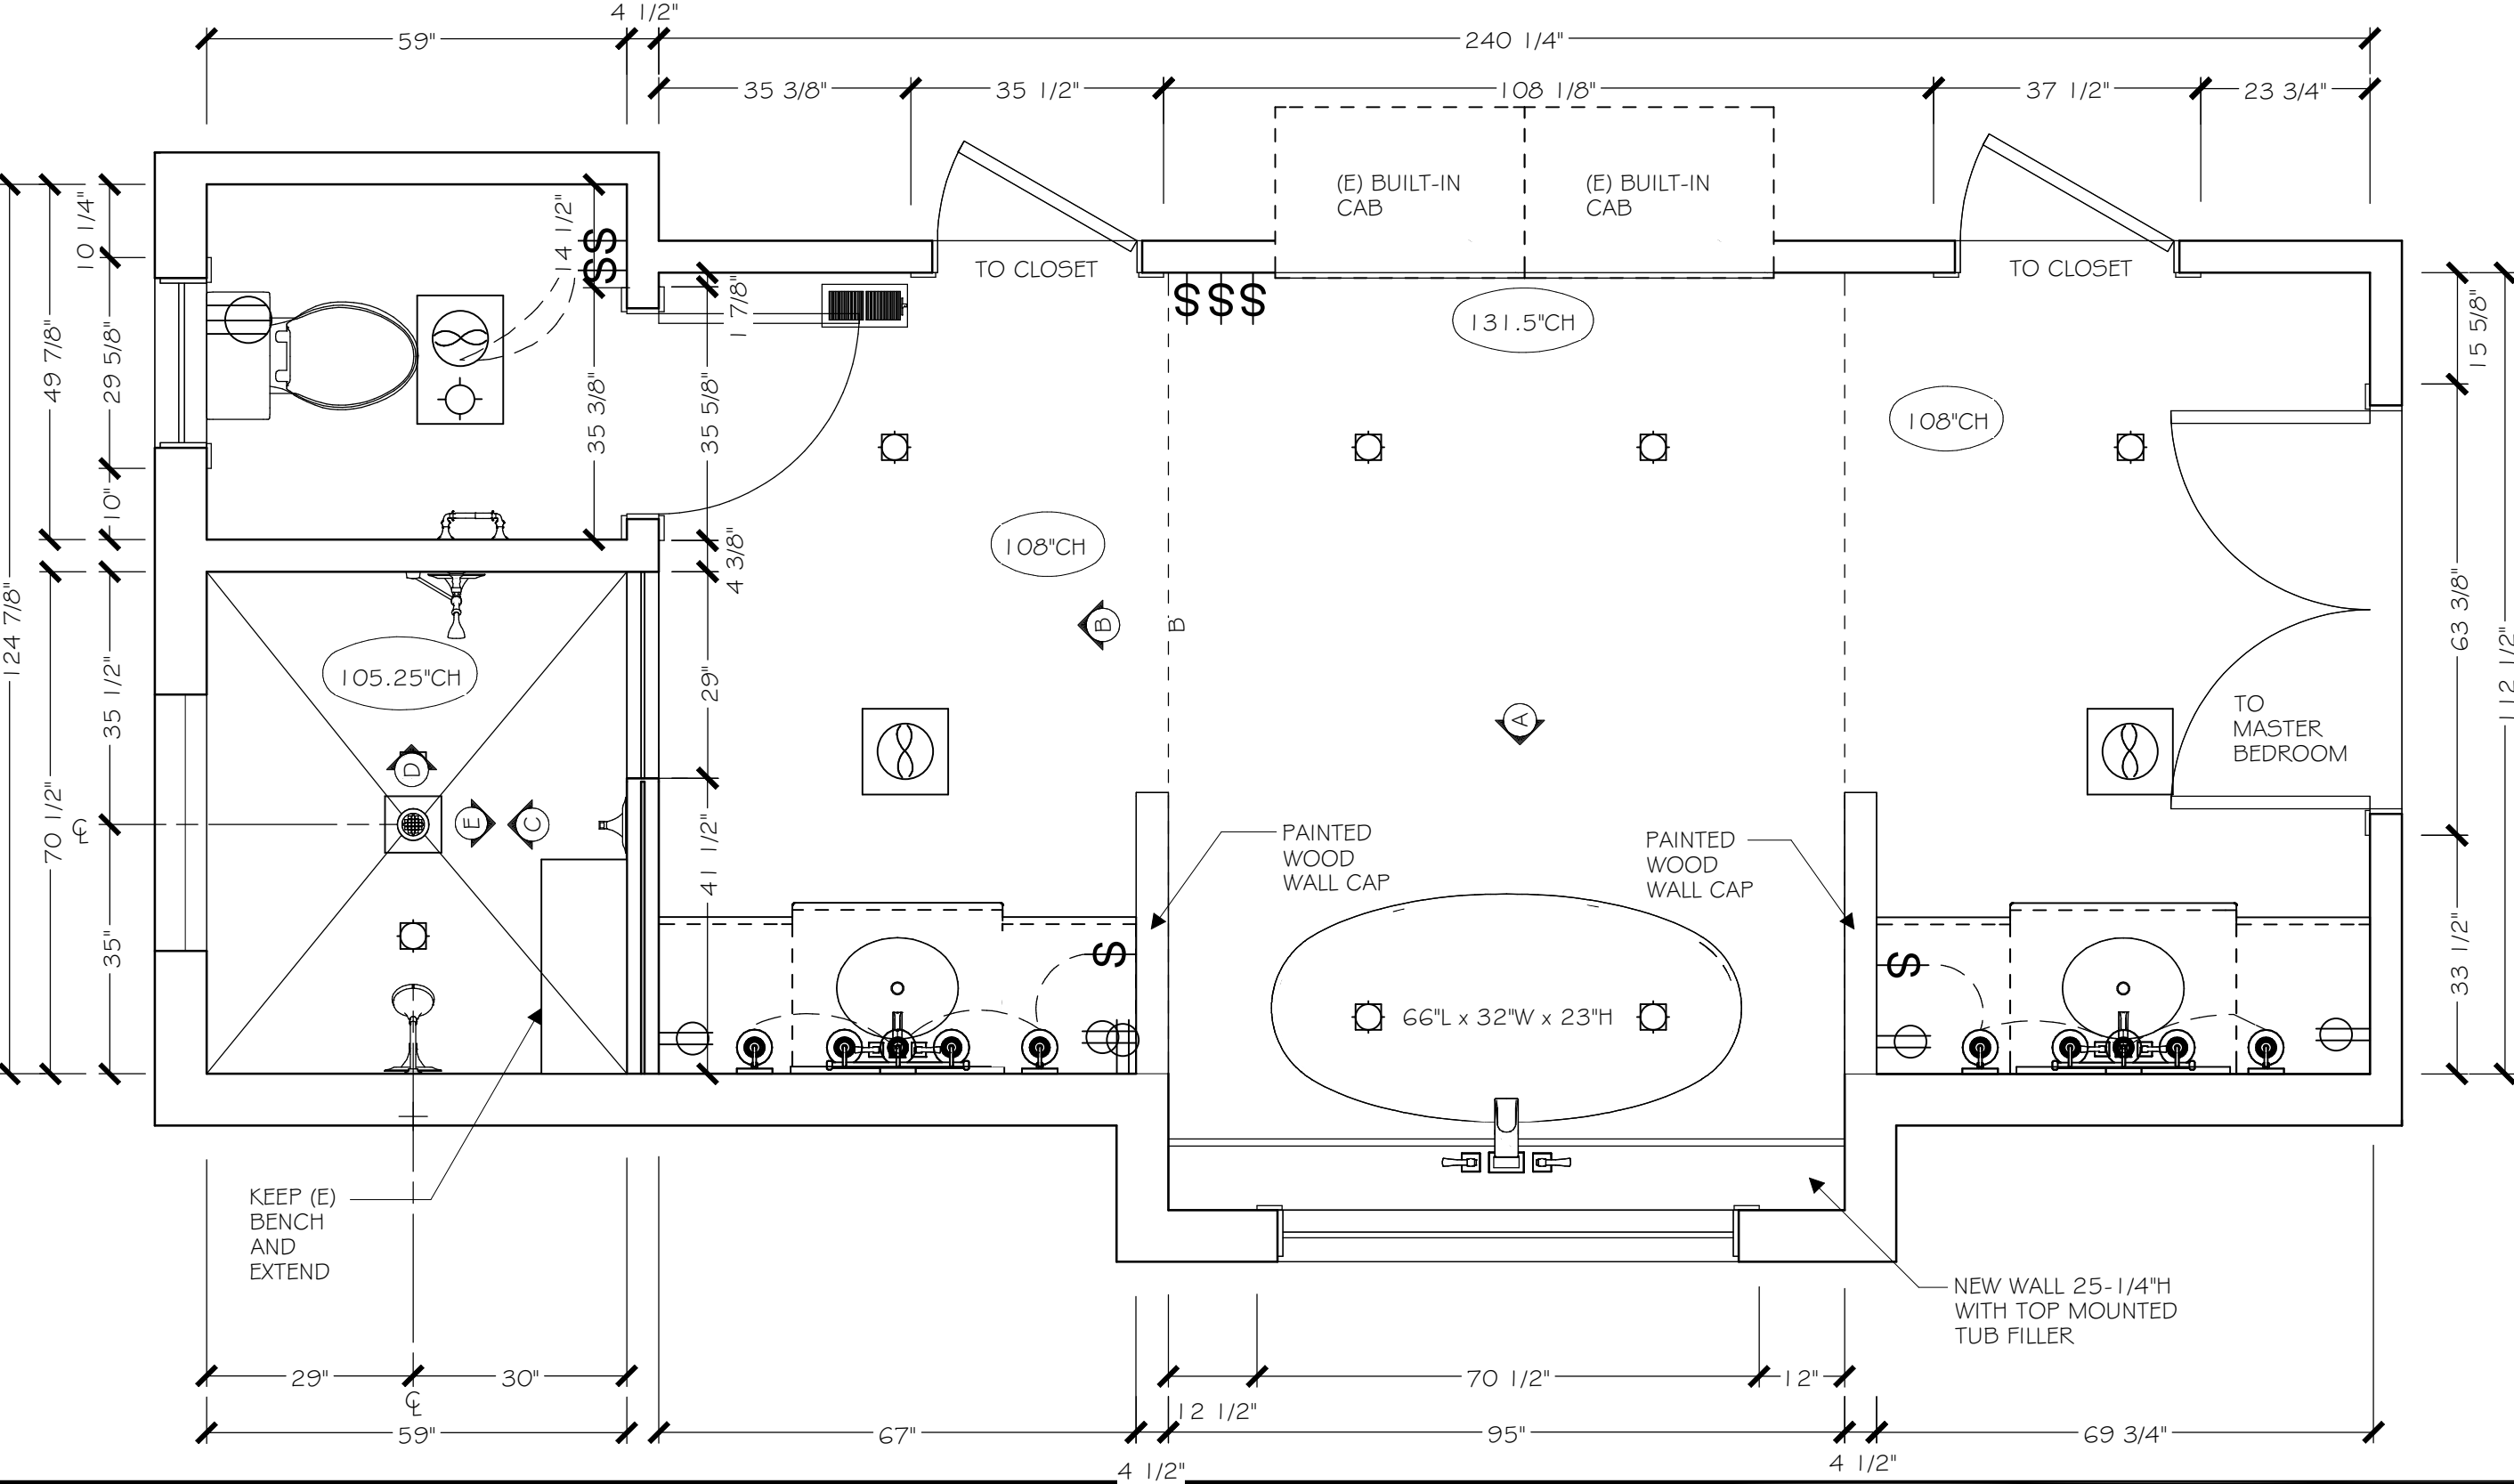 4 1/2"
59"
240 1/4"
35 3/8"
35 1/2"
108 1/8"
37 1/2"
23 3/4"
(E) BUILT-IN
CAB
(E) BUILT-IN
CAB
TO CLOSET
TO CLOSET
10 1/4"
14 1/2"
$
$
$ $ $
1 7/8"
131.5"CH
15 5/8"
124 7/8"
49 7/8"
29 5/8"
35 3/8"
35 5/8"
108"CH
10"
4 3/8"
108"CH
B
B
63 3/8"
112 1/2"
105.25"CH
35 1/2"
29"
A
TO
MASTER
BEDROOM
D
E
C
70 1/2"
℄
41 1/2"
PAINTED
WOOD
WALL CAP
PAINTED
WOOD
WALL CAP
35"
$
$
33 1/2"
66"L x 32"W x 23"H
KEEP (E)
BENCH
AND
EXTEND
NEW WALL 25-1/4"H
WITH TOP MOUNTED
TUB FILLER
29"
30"
70 1/2"
12"
℄
12 1/2"
59"
67"
95"
69 3/4"
4 1/2"
4 1/2"